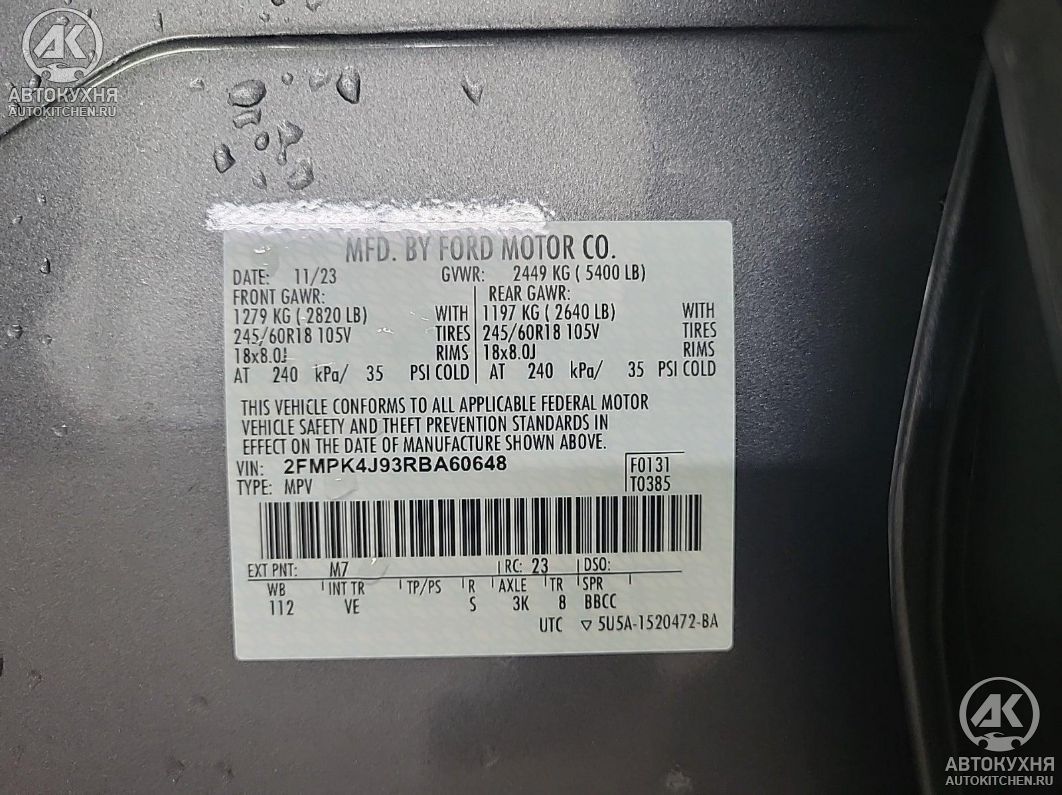 АК
АВТОКУХНЯ
AUTOKITCHEN.RU
MFD. BY FORD MOTOR CO.
DATE: 11/23 GVWR: 2449 KG ( 5400 LB)
FRONT GAWR: REAR GAWR:
1279 KG ( 2820 LB) WITH 1197 KG ( 2640 LB) WITH
245/60R18 105V TIRES 245/60R18 105V TIRES
18x8.0J RIMS 18x8.0J RIMS
AT 240 kPa/ 35 PSI COLD AT 240 kPa/ 35 PSI COLD
THIS VEHICLE CONFORMS TO ALL APPLICABLE FEDERAL MOTOR
VEHICLE SAFETY AND THEFT PREVENTION STANDARDS IN
EFFECT ON THE DATE OF MANUFACTURE SHOWN ABOVE.
VIN: 2FMPK4J93RBA60648 F0131
TYPE: MPV T0385
EXT PNT: M7 RC: 23 DSO:
WB INT TR TP/PS R AXLE TR SPR
112 VE S 3K 8 BBCC
UTC ▽ 5U5A-1520472-BA
АК
АВТОКУХНЯ
AUTOKITCHEN.RU